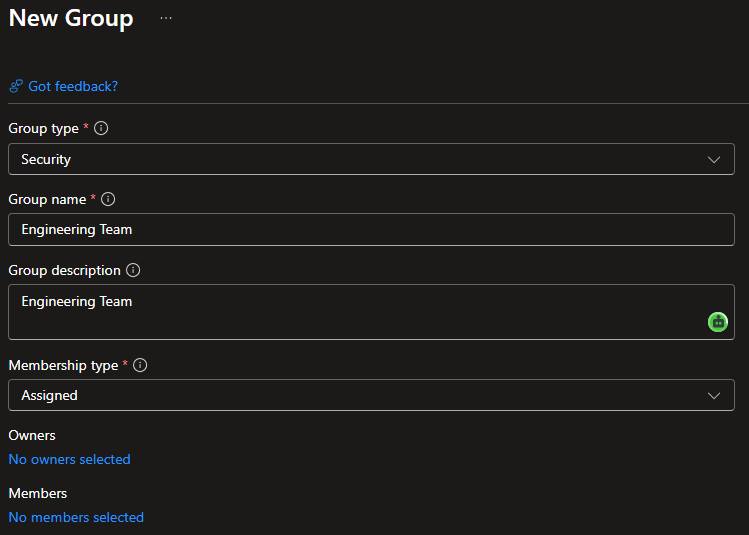 New Group ...
Got feedback?
Group type *
Security
Group name *
Engineering Team
Group description
Engineering Team
Membership type *
Assigned
Owners
No owners selected
Members
No members selected